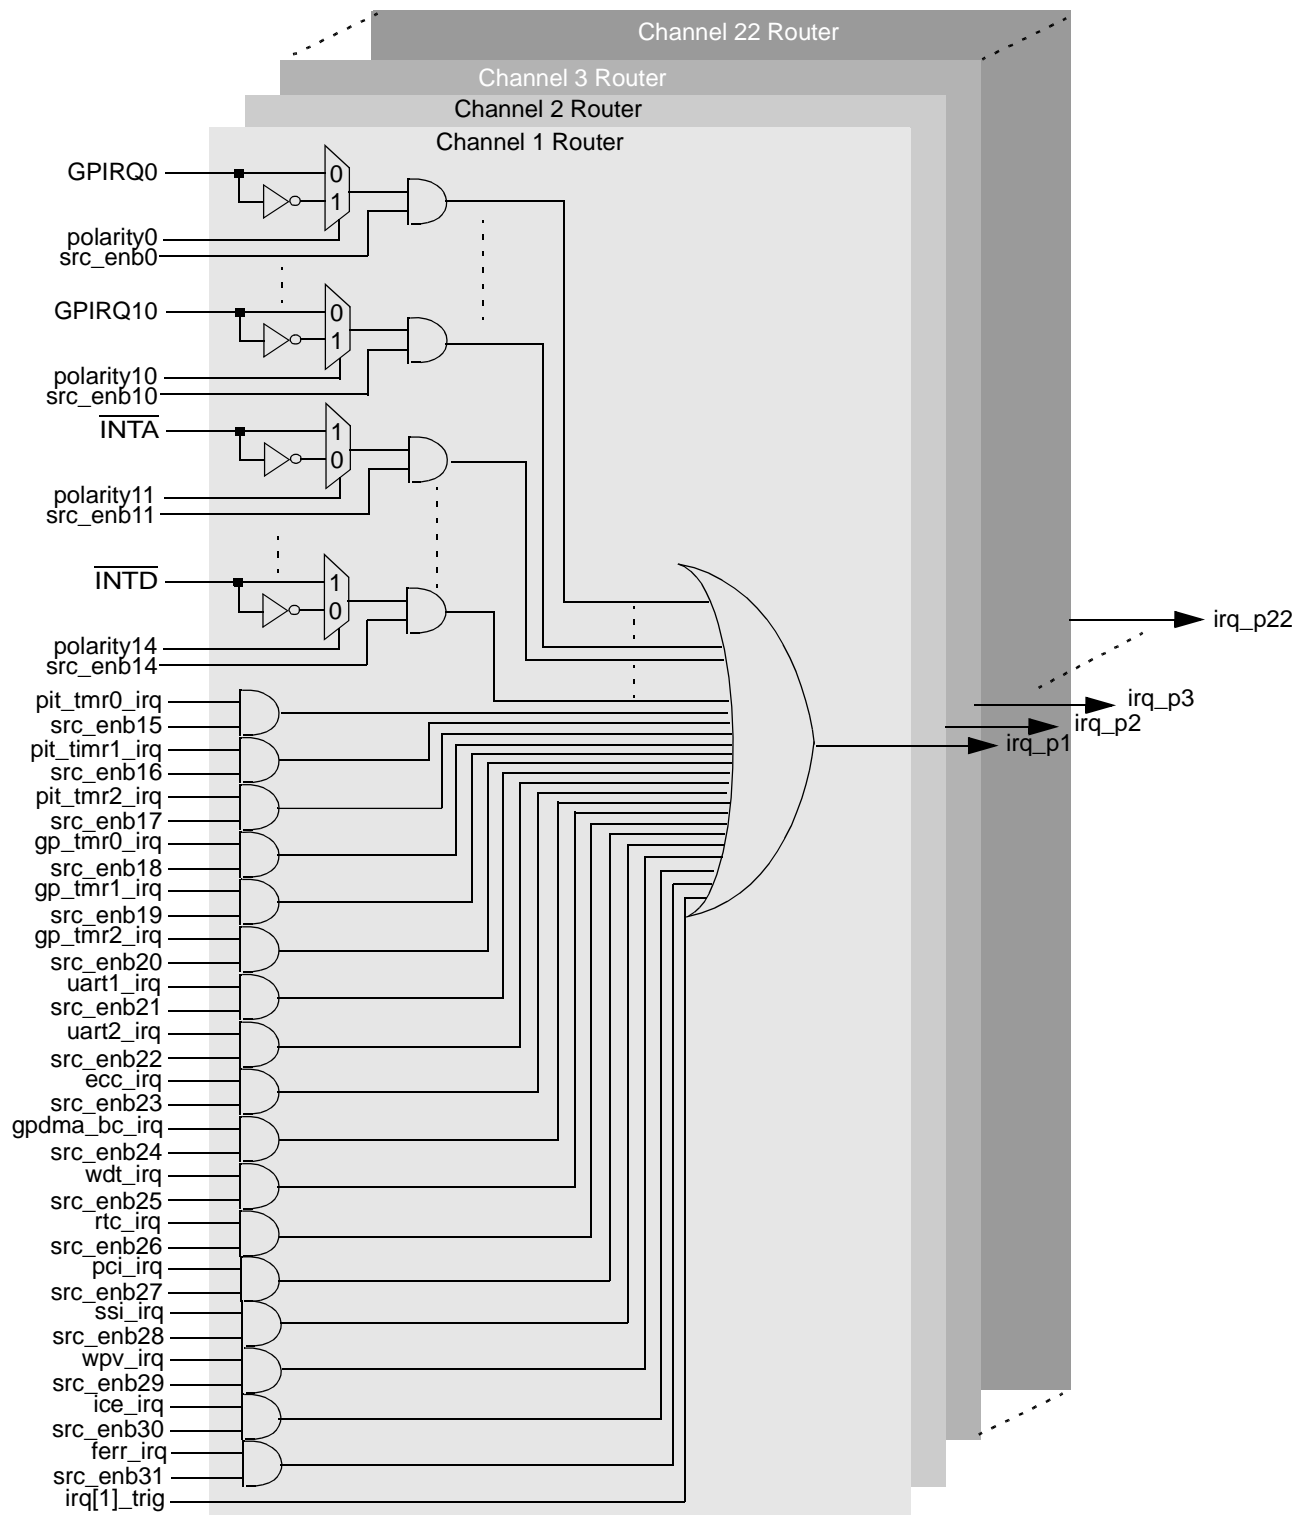 Channel 22 Router
Channel 3 Router
Channel 2 Router
Channel 1 Router
GPIRQ0
0
1
polarity0
src_enb0
GPIRQ10
0
1
polarity10
src_enb10
INTA
1
0
polarity11
src_enb11
INTD
1
0
polarity14
src_enb14
irq_p22
irq_p3
irq_p2
irq_p1
pit_tmr0_irq
src_enb15
pit_timr1_irq
src_enb16
pit_tmr2_irq
src_enb17
gp_tmr0_irq
src_enb18
gp_tmr1_irq
src_enb19
gp_tmr2_irq
src_enb20
uart1_irq
src_enb21
uart2_irq
src_enb22
ecc_irq
src_enb23
gpdma_bc_irq
src_enb24
wdt_irq
src_enb25
rtc_irq
src_enb26
pci_irq
src_enb27
ssi_irq
src_enb28
wpv_irq
src_enb29
ice_irq
src_enb30
ferr_irq
src_enb31
irq[1]_trig